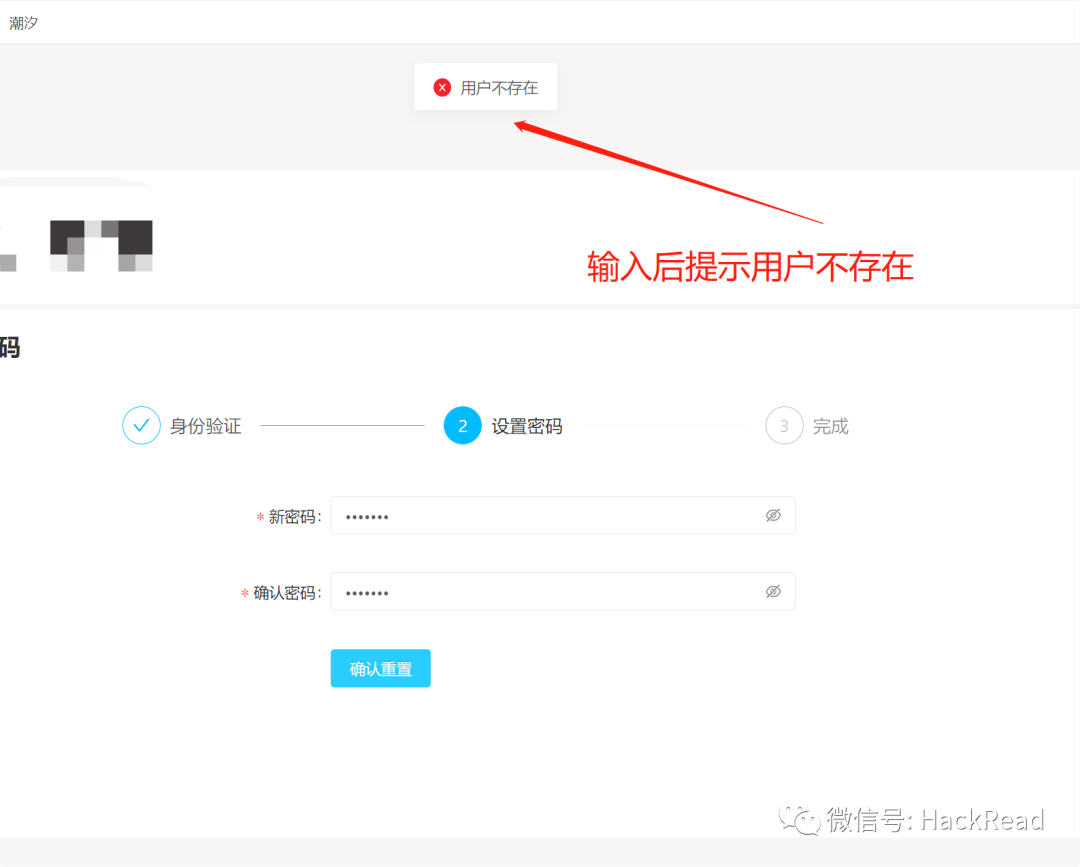 潮汐
用户不存在
输入后提示用户不存在
码
身份验证
2 设置密码
3 完成
* 新密码:
•••••••
* 确认密码:
•••••••
确认重置
微信号: HackRead